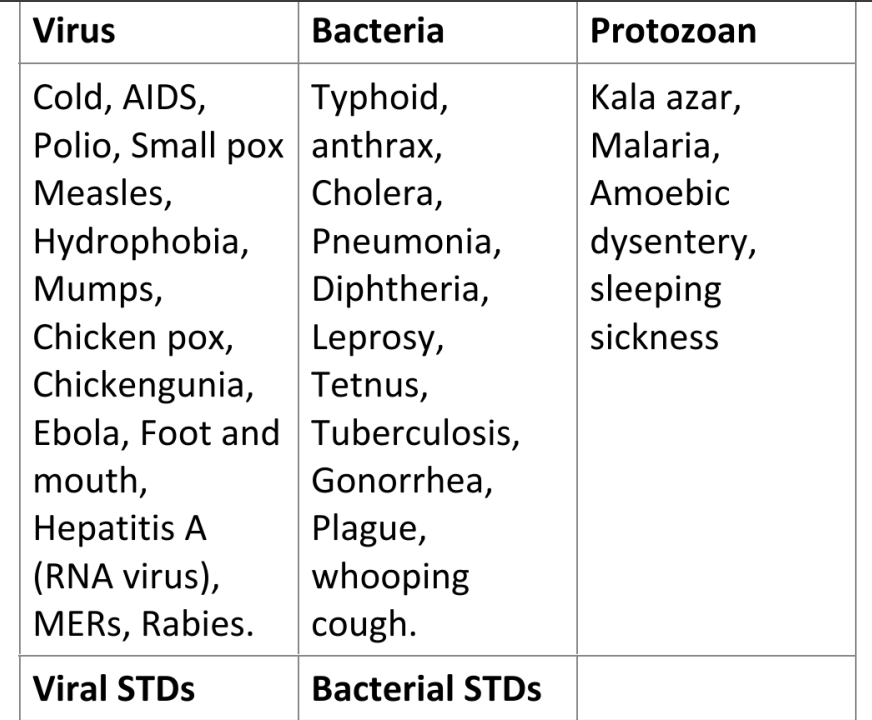 Virus
Bacteria
Protozoan
Cold, AIDS,
Polio, Small pox
Measles,
Hydrophobia,
Mumps,
Chicken pox,
Chickengunia,
Ebola, Foot and
mouth,
Hepatitis A
(RNA virus),
MERs, Rabies.
Typhoid,
anthrax,
Cholera,
Pneumonia,
Diphtheria,
Leprosy,
Tetnus,
Tuberculosis,
Gonorrhea,
Plague,
whooping
cough.
Kala azar,
Malaria,
Amoebic
dysentery,
sleeping
sickness
Viral STDs
Bacterial STDs